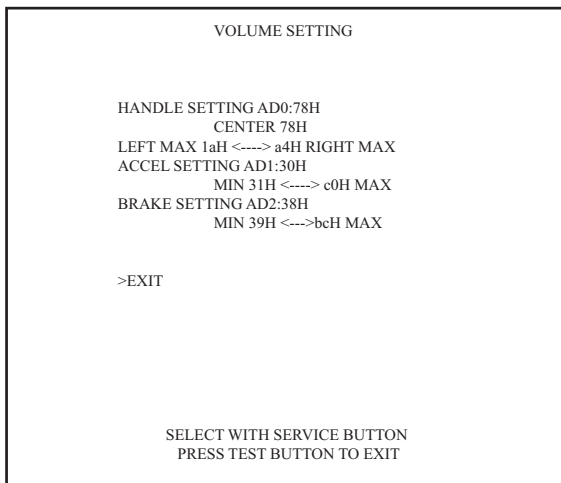 VOLUME SETTING
HANDLE SETTING AD0:78H
CENTER 78H
LEFT MAX 1aH <----> a4H RIGHT MAX
ACCEL SETTING AD1:30H
MIN 31H <----> c0H MAX
BRAKE SETTING AD2:38H
MIN 39H <--->bcH MAX
>EXIT
SELECT WITH SERVICE BUTTON
PRESS TEST BUTTON TO EXIT